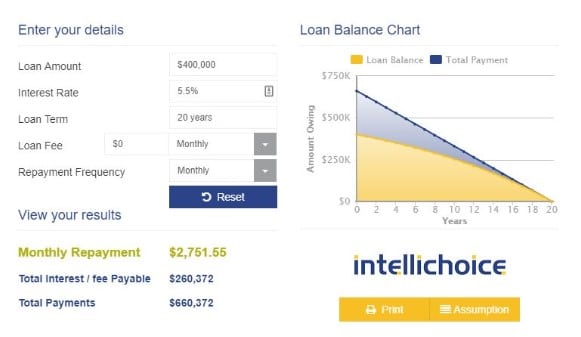 Enter your details
Loan Amount $400,000
Interest Rate 5.5%
Loan Term 20 years
Loan Fee $0 Monthly
Repayment Frequency Monthly
Reset
View your results
Monthly Repayment $2,751.55
Total Interest / fee Payable $260,372
Total Payments $660,372
Loan Balance Chart
Loan Balance Total Payment
Amount Owing
$750K
$500K
$250K
$0
0 2 4 6 8 10 12 14 16 18 20
Years
intellichoice
Print Assumption